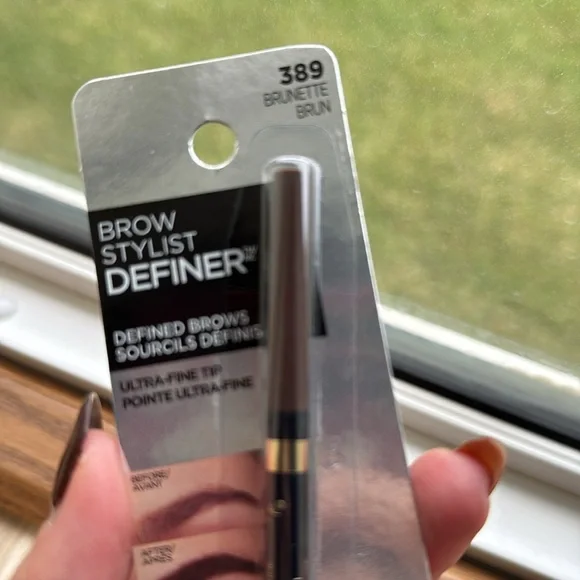 389
BRUNETTE
BRUN
BROW
STYLIST
DEFINER™
DEFINED BROWS
SOURCILS DÉFINIS
ULTRA-FINE TIP
POINTE ULTRA-FINE
BEFORE/
AVANT
AFTER/
APRÈS